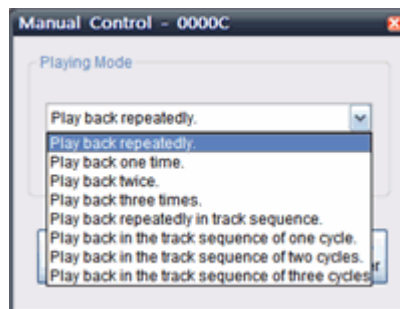 Manual Control - 0000C
Playing Mode
Play back repeatedly.
Play back repeatedly.
Play back one time.
Play back twice.
Play back three times.
Play back repeatedly in track sequence.
Play back in the track sequence of one cycle.
Play back in the track sequence of two cycles.
Play back in the track sequence of three cycles